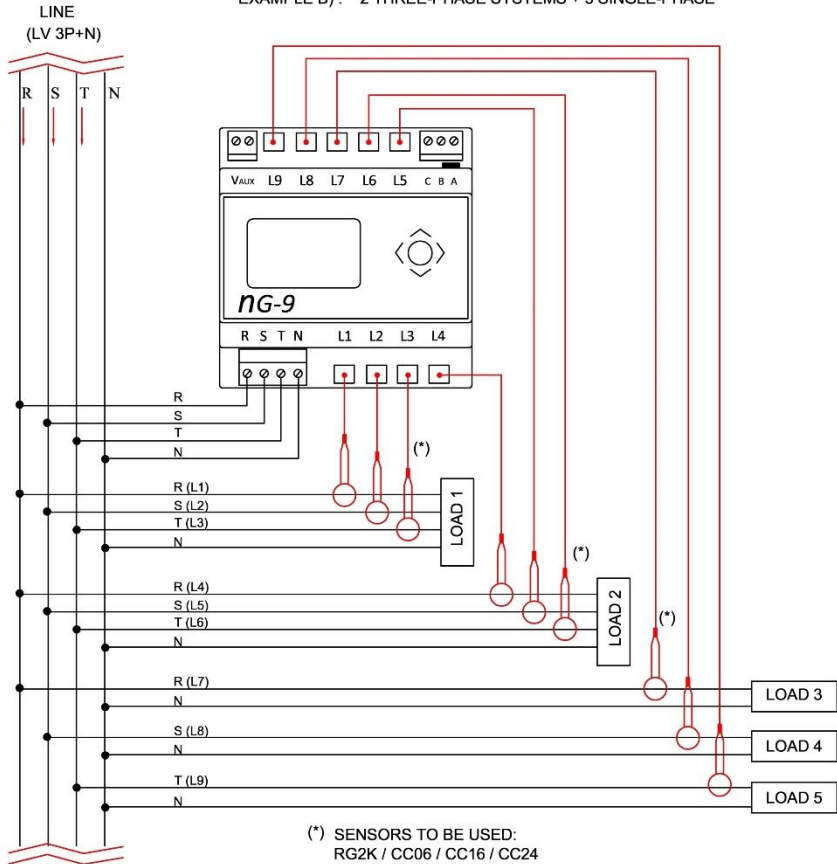 EXAMPLE B) : 2 THREE-PHASE SYSTEMS + 3 SINGLE-PHASE
LINE
(LV 3P+N)
R S T N
VAUX L9 L8 L7 L6 L5 C B A
nG-9
R S T N L1 L2 L3 L4
R
S
T
N
(*)
R (L1)
S (L2)
T (L3)
N
LOAD 1
(*)
R (L4)
S (L5)
T (L6)
N
LOAD 2
(*)
R (L7)
N
LOAD 3
S (L8)
N
LOAD 4
T (L9)
N
LOAD 5
(*) SENSORS TO BE USED:
RG2K / CC06 / CC16 / CC24